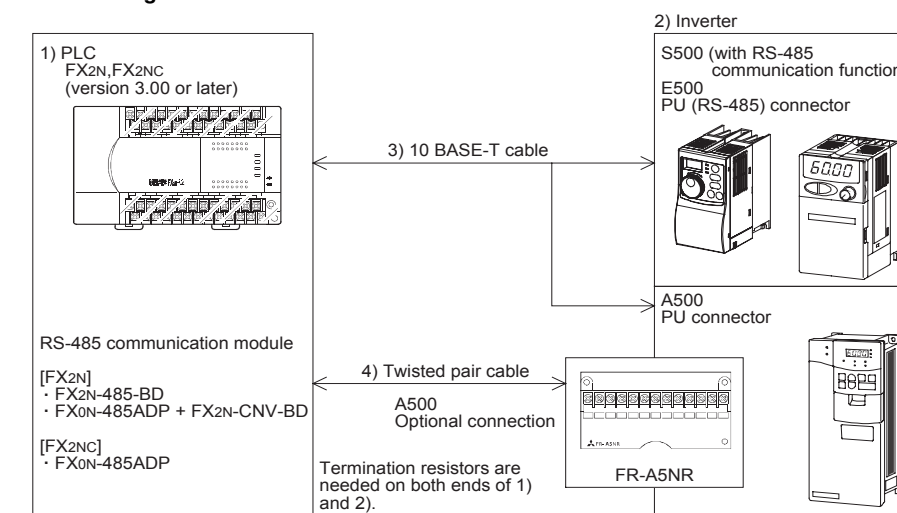 2) Inverter
1) PLC
FX2N,FX2NC
(version 3.00 or later)
3) 10 BASE-T cable
S500 (with RS-485
communication function
E500
PU (RS-485) connector
60.00
A500
PU connector
RS-485 communication module
[FX2N]
· FX2N-485-BD
· FX0N-485ADP + FX2N-CNV-BD
[FX2NC]
· FX0N-485ADP
4) Twisted pair cable
A500
Optional connection
Termination resistors are
needed on both ends of 1)
and 2).
FR-A5NR
FR-A5NR